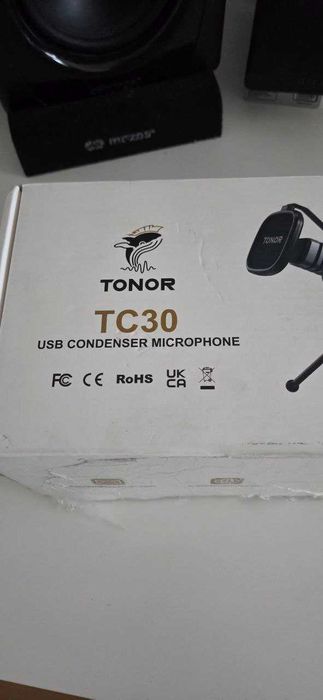 TONOR
TONOR
TC30
USB CONDENSER MICROPHONE
FC CE RoHS UK CA